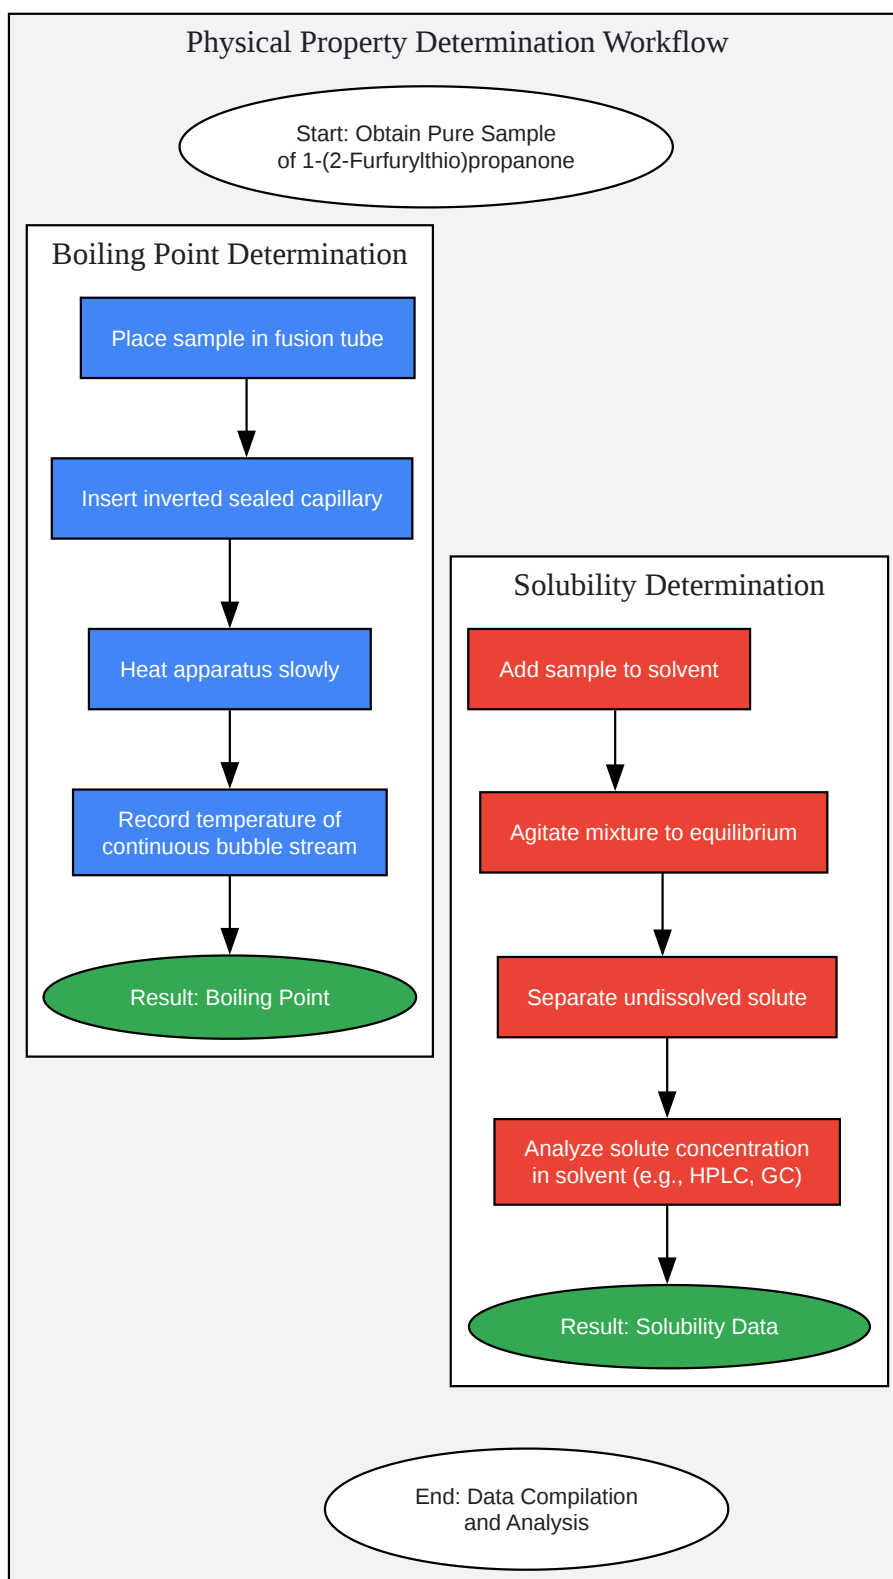 Physical Property Determination Workflow
Start: Obtain Pure Sample
of 1-(2-Furfurylthio)propanone
Boiling Point Determination
Place sample in fusion tube
Insert inverted sealed capillary
Heat apparatus slowly
Record temperature of
continuous bubble stream
Result: Boiling Point
Solubility Determination
Add sample to solvent
Agitate mixture to equilibrium
Separate undissolved solute
Analyze solute concentration
in solvent (e.g., HPLC, GC)
Result: Solubility Data
End: Data Compilation
and Analysis